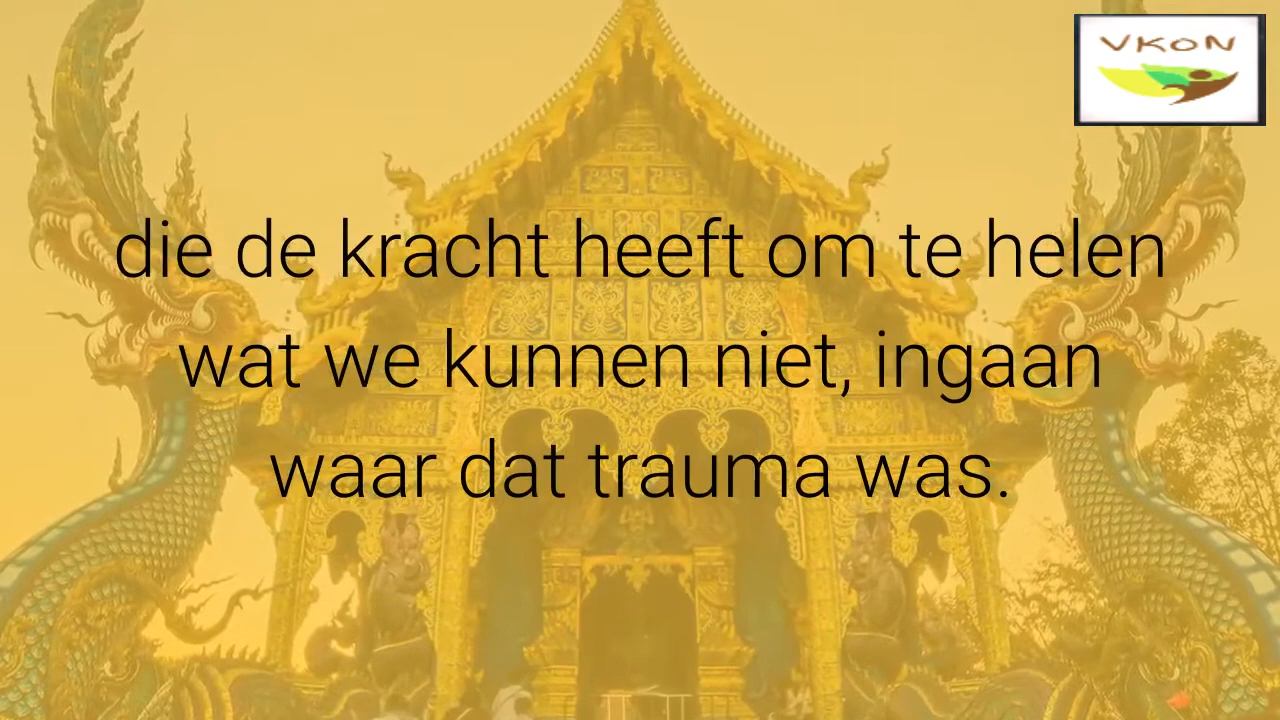 VKON
die de kracht heeft om te helen
wat we kunnen niet, ingaan
waar dat trauma was.